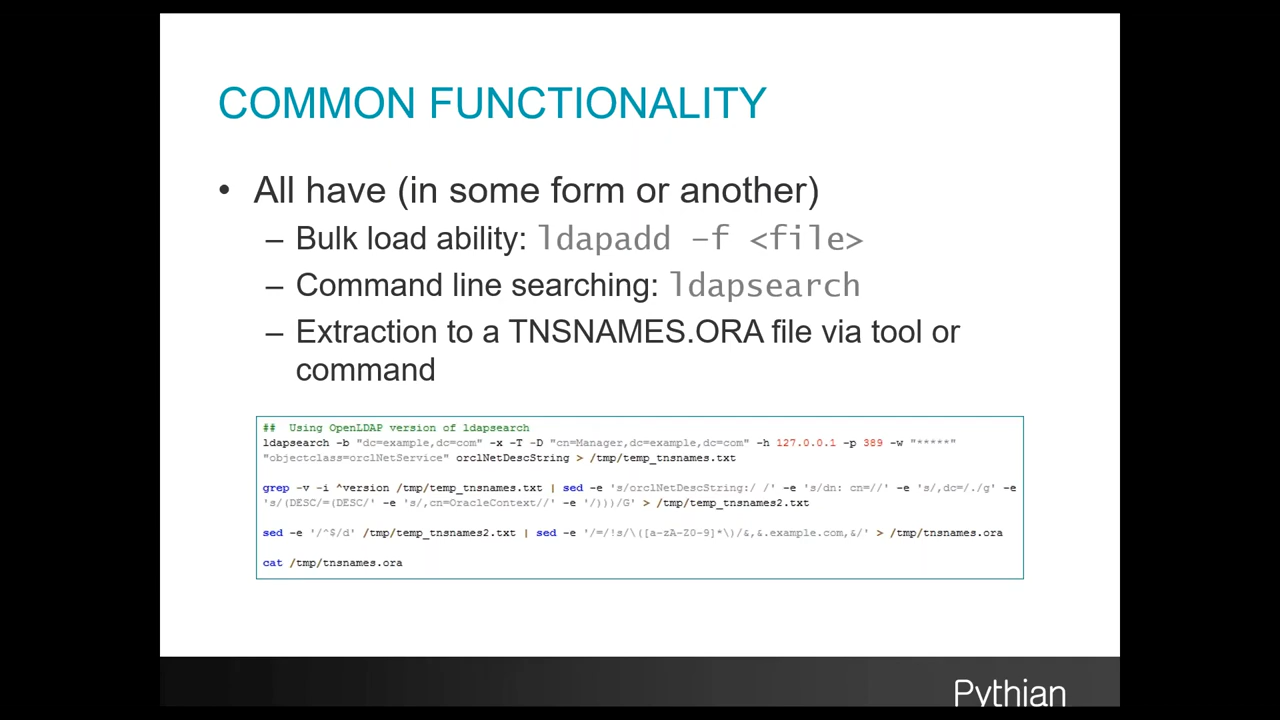 COMMON FUNCTIONALITY
• All have (in some form or another)
– Bulk load ability: ldapadd –f <file>
– Command line searching: ldapsearch
– Extraction to a TNSNAMES.ORA file via tool or
command
## Using OpenLDAP version of ldapsearch
ldapsearch -b "dc=example,dc=com" -x -T -D "cn=Manager,dc=example,dc=com" -h 127.0.0.1 -p 389 -w "*****"
"objectclass=orclNetService" orclNetDescString > /tmp/temp_tnsnames.txt
grep -v -i ^version /tmp/temp_tnsnames.txt | sed -e 's/orclNetDescString:/ /' -e 's/dn: cn=//' -e 's/,dc=/./g' -e
's/(DESC/=(DESC/' -e 's/,cn=OracleContext//' -e '/)))/G' > /tmp/temp_tnsnames2.txt
sed -e '/^$/d' /tmp/temp_tnsnames2.txt | sed -e '/=/!s/\([a-zA-Z0-9]*\)/&,&.example.com,&/' > /tmp/tnsnames.ora
cat /tmp/tnsnames.ora
Pythian